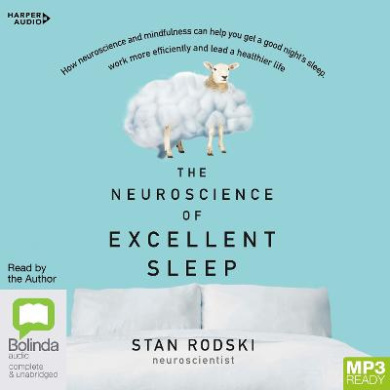 HARPER
AUDIO
How neuroscience and mindfulness can help you get a good night's sleep,
work more efficiently and lead a healthier life
THE
NEUROSCIENCE
OF
EXCELLENT
SLEEP
Read by
the Author
Bolinda
audio
complete
& unabridged
STAN RODSKI
neuroscientist
MP3
READY